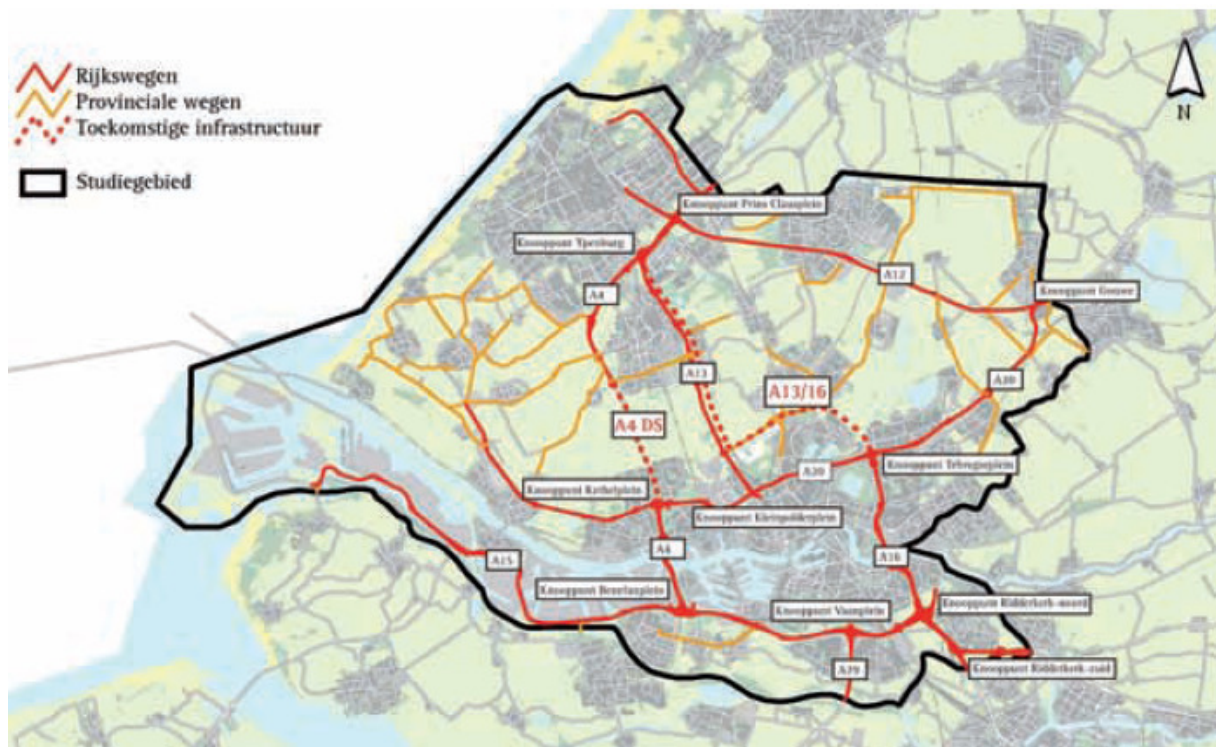 Rijkswegen
Provinciale wegen
Toekomstige infrastructuur
Studiegebied
N
Knooppunt Prins Clausplein
Knooppunt Ypenburg
A12
A4
Knooppunt Gouwe
A13
A13/16
A20
A4 DS
A20
Knooppunt Terbregseplein
Knooppunt Kethelplein
Knooppunt Kleinpolderplein
A4
A16
A15
Knooppunt Beneluxplein
Knooppunt Vaanplein
Knooppunt Ridderkerk-noord
Knooppunt Ridderkerk-zuid
A29